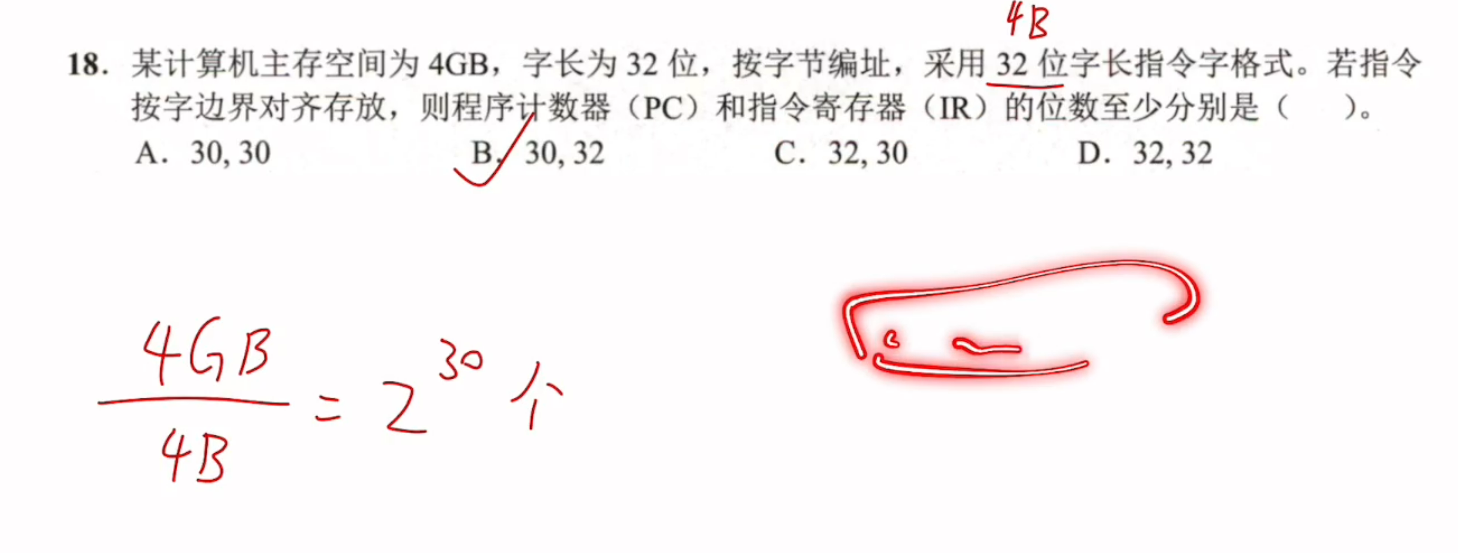 4B
18. 某计算机主存空间为 4GB，字长为 32 位，按字节编址，采用 32 位字长指令字格式。若指令
按字边界对齐存放，则程序计数器（PC）和指令寄存器（IR）的位数至少分别是（    ）。
A. 30, 30    B. 30, 32    C. 32, 30    D. 32, 32
4GB
4B
= 2^30 个